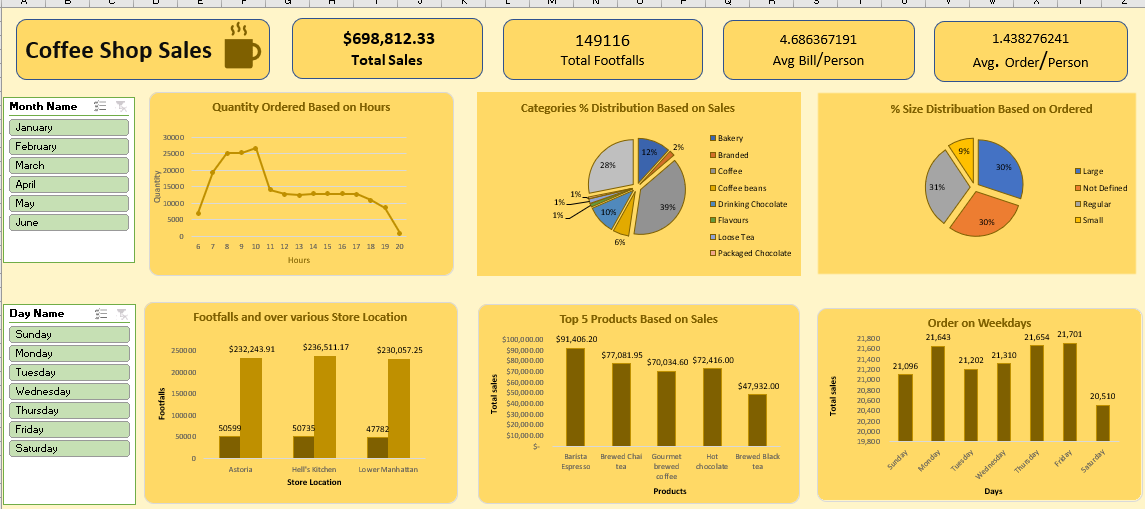 A B C D E F G H I J K L M N O P Q R S T U V W X Y Z
Coffee Shop Sales
$698,812.33
Total Sales
149116
Total Footfalls
4.686367191
Avg Bill/Person
1.438276241
Avg. Order/Person
Month Name
January
February
March
April
May
June
Quantity Ordered Based on Hours
30000
25000
20000
15000
10000
5000
0
Quantity
6 7 8 9 10 11 12 13 14 15 16 17 18 19 20
Hours
Categories % Distribution Based on Sales
12%
2%
39%
6%
10%
1%
1%
1%
28%
Bakery
Branded
Coffee
Coffee beans
Drinking Chocolate
Flavours
Loose Tea
Packaged Chocolate
% Size Distribuation Based on Ordered
30%
30%
31%
9%
Large
Not Defined
Regular
Small
Day Name
Sunday
Monday
Tuesday
Wednesday
Thursday
Friday
Saturday
Footfalls and over various Store Location
250000
200000
150000
100000
50000
0
Footfalls
$232,243.91
$236,511.17
$230,057.25
50599
50735
47782
Astoria
Hell's Kitchen
Lower Manhattan
Store Location
Top 5 Products Based on Sales
$100,000.00
$90,000.00
$80,000.00
$70,000.00
$60,000.00
$50,000.00
$40,000.00
$30,000.00
$20,000.00
$10,000.00
$-
Total sales
$91,406.20
$77,081.95
$70,034.60
$72,416.00
$47,932.00
Barista
Espresso
Brewed Chai
tea
Gourmet
brewed
coffee
Hot
chocolate
Brewed Black
tea
Products
Order on Weekdays
21,800
21,600
21,400
21,200
21,000
20,800
20,600
20,400
20,200
20,000
19,800
Total sales
21,096
21,643
21,202
21,310
21,654
21,701
20,510
Sunday
Monday
Tuesday
Wednesday
Thursday
Friday
Saturday
Days